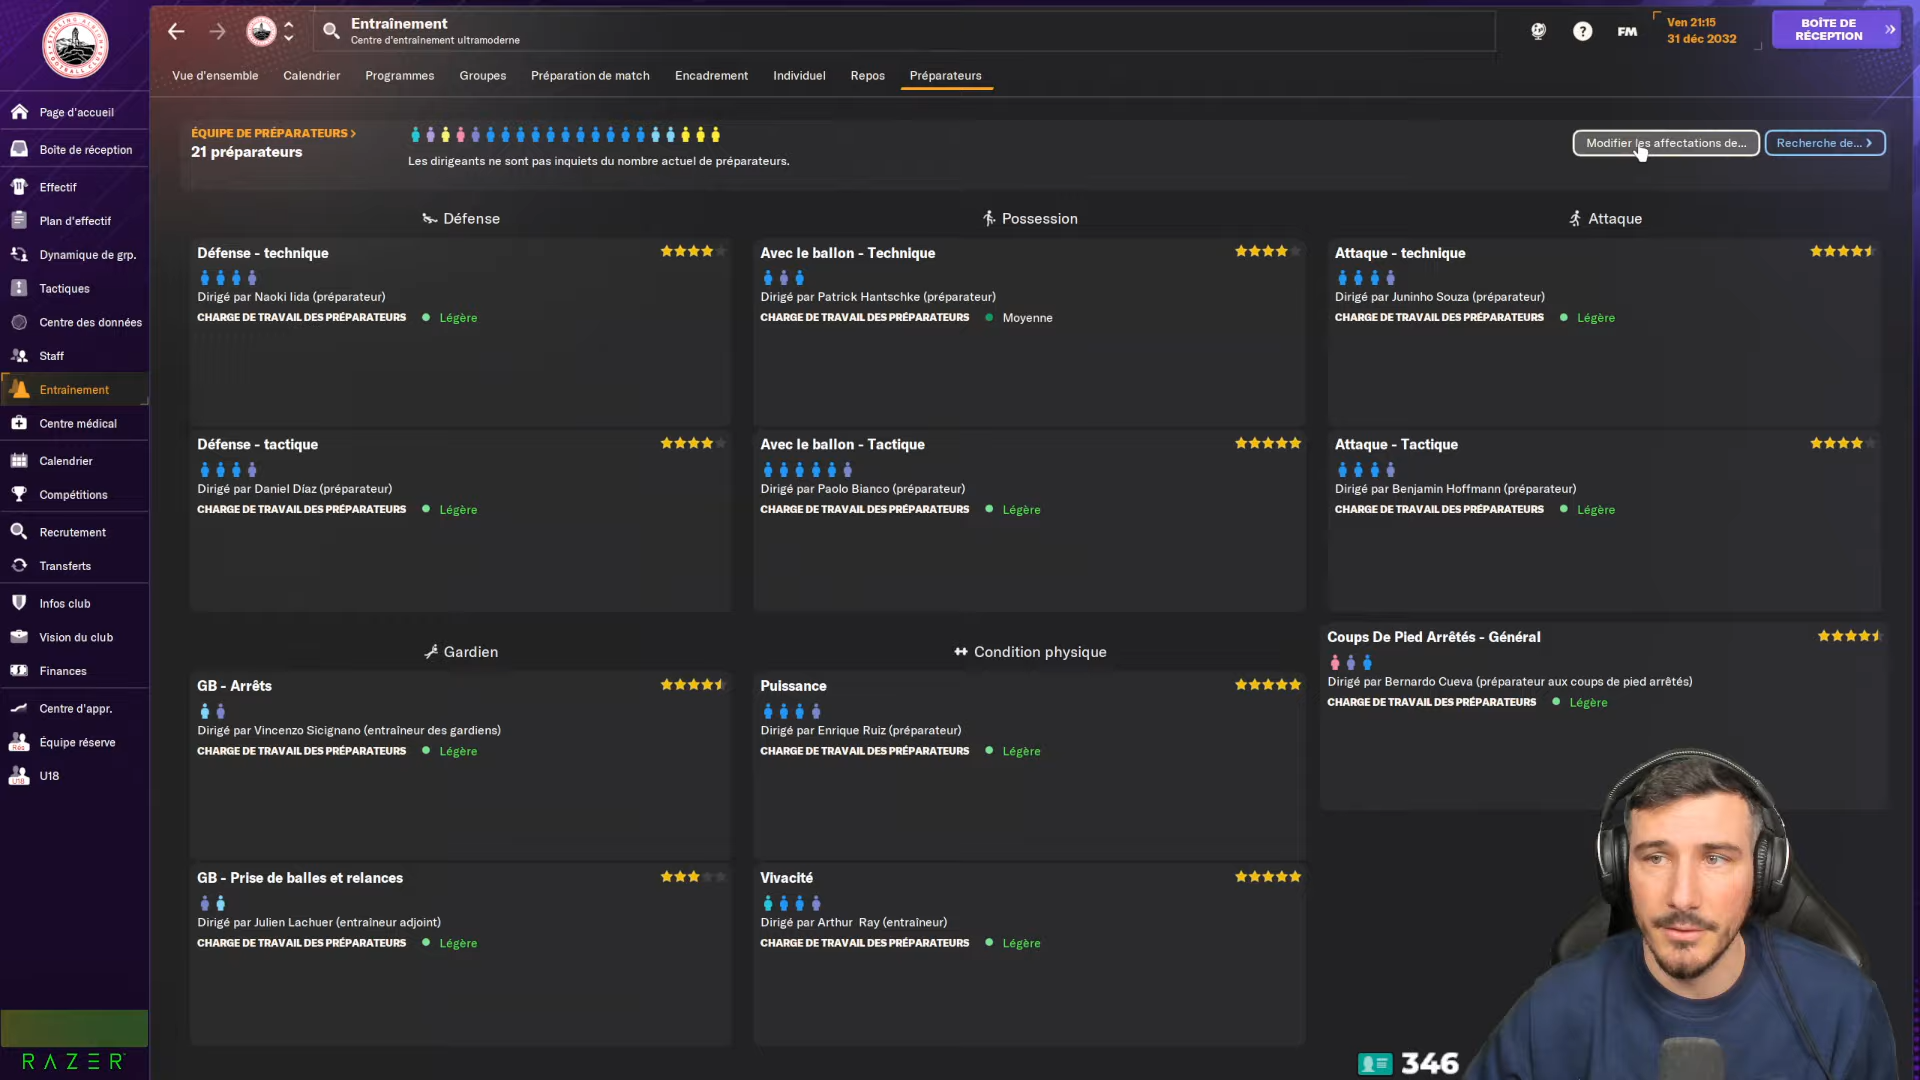 Entraînement
Centre d'entraînement ultramoderne
FM
Ven 21:15
31 déc 2032
BOÎTE DE
RÉCEPTION
Vue d'ensemble
Calendrier
Programmes
Groupes
Préparation de match
Encadrement
Individuel
Repos
Préparateurs
Page d'accueil
Boîte de réception
Effectif
Plan d'effectif
Dynamique de grp.
Tactiques
Centre des données
Staff
Entraînement
Centre médical
Calendrier
Compétitions
Recrutement
Transferts
Infos club
Vision du club
Finances
Centre d'appr.
Équipe réserve
U18
RAZER
ÉQUIPE DE PRÉPARATEURS >
21 préparateurs
Les dirigeants ne sont pas inquiets du nombre actuel de préparateurs.
Modifier les affectations de...
Recherche de... >
Défense
Défense - technique
Dirigé par Naoki Iida (préparateur)
CHARGE DE TRAVAIL DES PRÉPARATEURS Légère
Défense - tactique
Dirigé par Daniel Díaz (préparateur)
CHARGE DE TRAVAIL DES PRÉPARATEURS Légère
Possession
Avec le ballon - Technique
Dirigé par Patrick Hantschke (préparateur)
CHARGE DE TRAVAIL DES PRÉPARATEURS Moyenne
Avec le ballon - Tactique
Dirigé par Paolo Bianco (préparateur)
CHARGE DE TRAVAIL DES PRÉPARATEURS Légère
Attaque
Attaque - technique
Dirigé par Juninho Souza (préparateur)
CHARGE DE TRAVAIL DES PRÉPARATEURS Légère
Attaque - Tactique
Dirigé par Benjamin Hoffmann (préparateur)
CHARGE DE TRAVAIL DES PRÉPARATEURS Légère
Coups De Pied Arrêtés - Général
Dirigé par Bernardo Cueva (préparateur aux coups de pied arrêtés)
CHARGE DE TRAVAIL DES PRÉPARATEURS Légère
Gardien
GB - Arrêts
Dirigé par Vincenzo Sicignano (entraîneur des gardiens)
CHARGE DE TRAVAIL DES PRÉPARATEURS Légère
GB - Prise de balles et relances
Dirigé par Julien Lachuer (entraîneur adjoint)
CHARGE DE TRAVAIL DES PRÉPARATEURS Légère
Condition physique
Puissance
Dirigé par Enrique Ruiz (préparateur)
CHARGE DE TRAVAIL DES PRÉPARATEURS Légère
Vivacité
Dirigé par Arthur Ray (entraîneur)
CHARGE DE TRAVAIL DES PRÉPARATEURS Légère
346